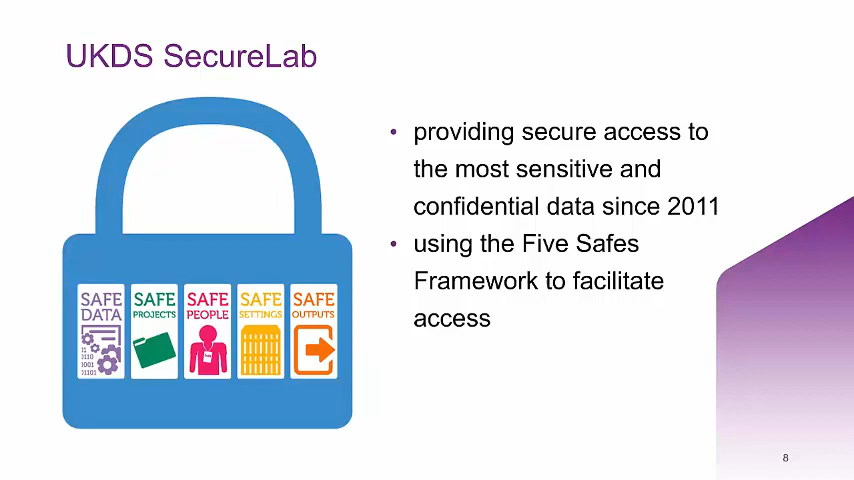 UKDS SecureLab
• providing secure access to
the most sensitive and
confidential data since 2011
• using the Five Safes
Framework to facilitate
access
SAFE
DATA
SAFE
PROJECTS
SAFE
PEOPLE
SAFE
SETTINGS
SAFE
OUTPUTS
8